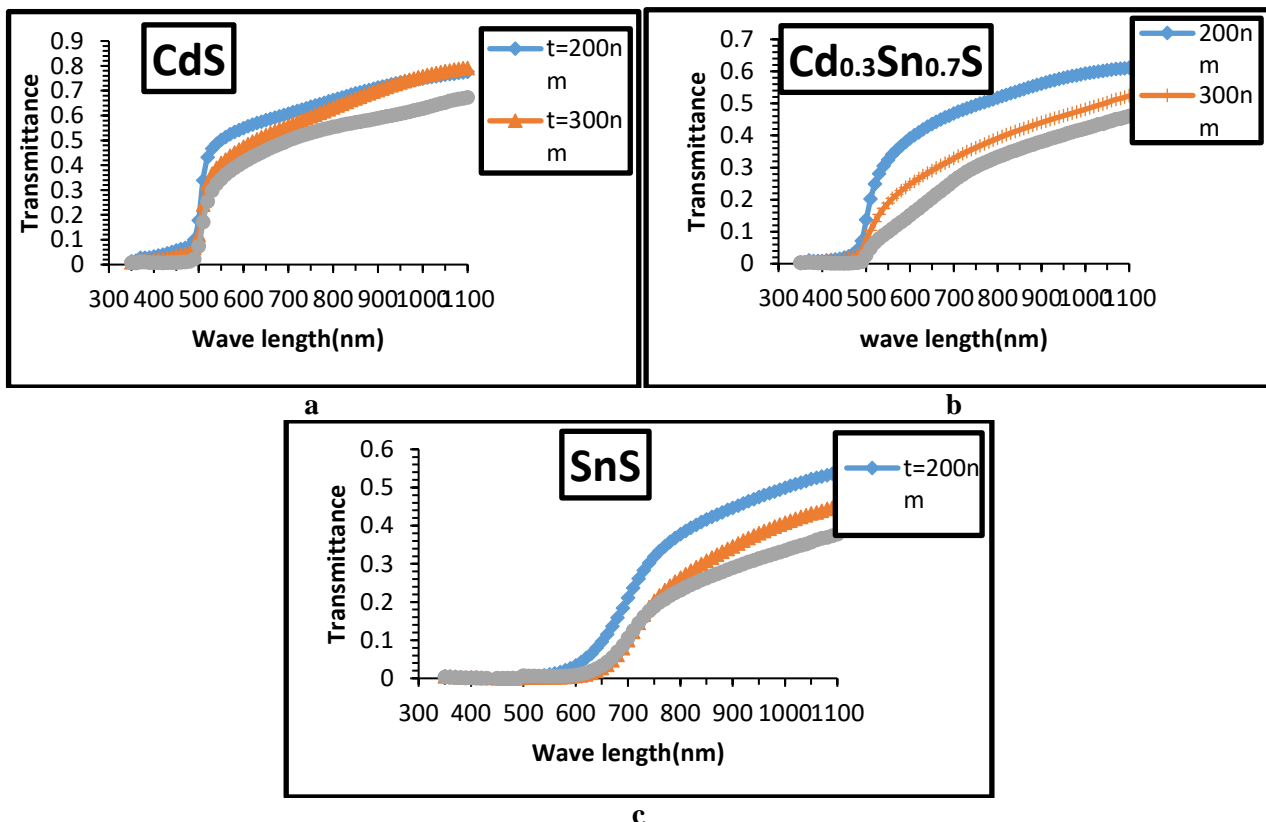 CdS
Transmittance
0.9
0.8
0.7
0.6
0.5
0.4
0.3
0.2
0.1
0
300 400 500 600 700 800 900 1000 1100
Wave length(nm)
t=200n
m
t=300n
m
a
Cd0.3Sn0.7S
Transmittance
0.7
0.6
0.5
0.4
0.3
0.2
0.1
0
300 400 500 600 700 800 900 1000 1100
wave length(nm)
200n
m
300n
m
b
SnS
Transmittance
0.6
0.5
0.4
0.3
0.2
0.1
0
300 400 500 600 700 800 900 1000 1100
Wave length(nm)
t=200n
m
c